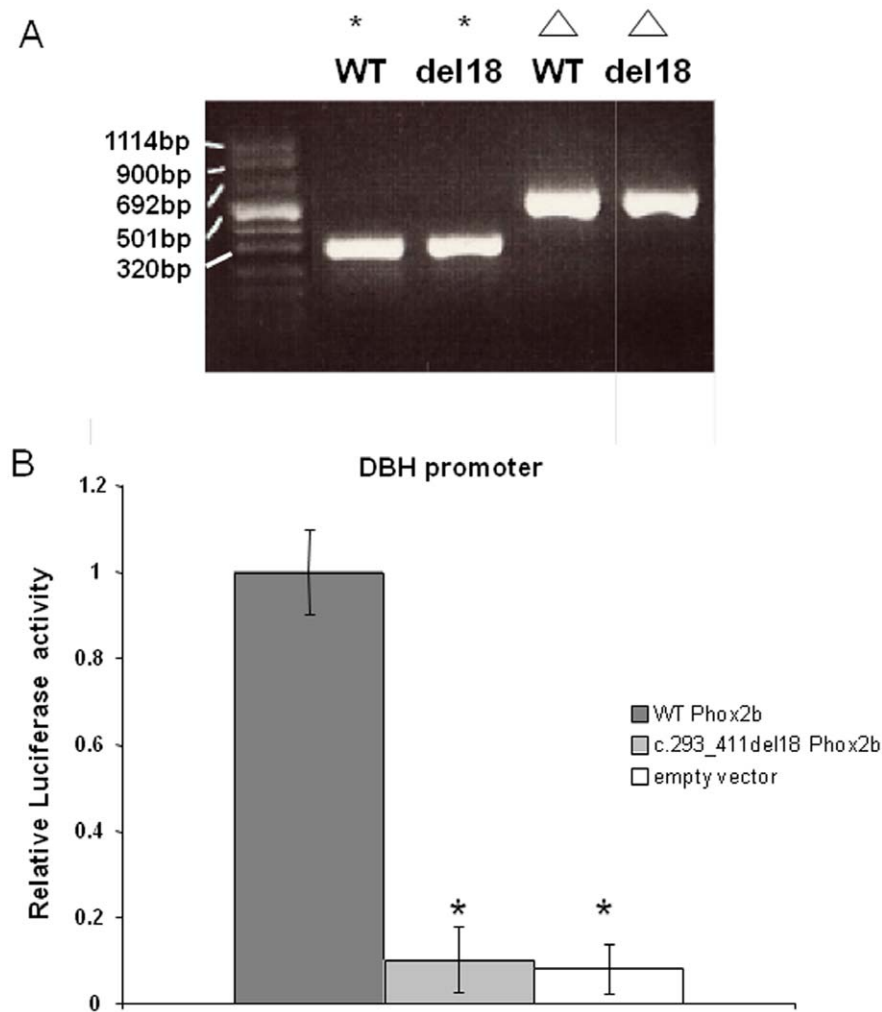 A
* * △ △
WT del18 WT del18
1114bp
900bp
692bp
501bp
320bp
B
DBH promoter
Relative Luciferase activity
1.2
1
0.8
0.6
0.4
0.2
0
* *
WT Phox2b
c.293_411del18 Phox2b
empty vector